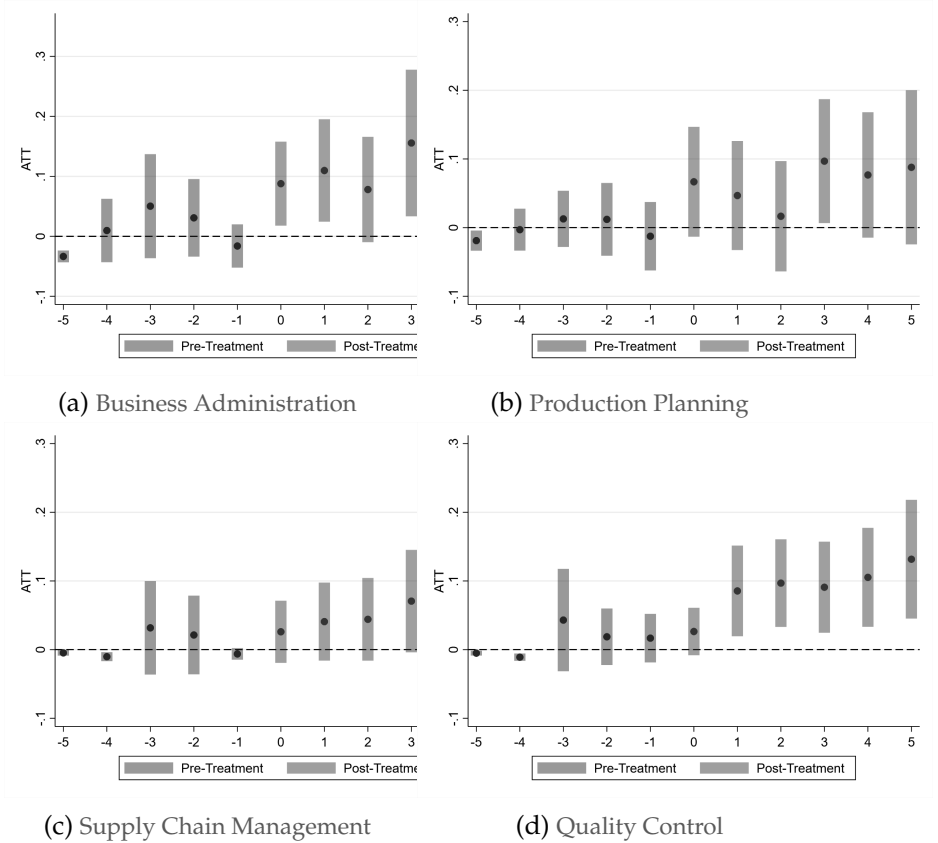 .3
.2
.1
0
-.1
ATT
-5 -4 -3 -2 -1 0 1 2 3
Pre-Treatment Post-Treatme
(a) Business Administration
.3
.2
.1
0
-.1
ATT
-5 -4 -3 -2 -1 0 1 2 3 4 5
Pre-Treatment Post-Treatment
(b) Production Planning
.3
.2
.1
0
-.1
ATT
-5 -4 -3 -2 -1 0 1 2 3
Pre-Treatment Post-Treatme
(c) Supply Chain Management
.3
.2
.1
0
-.1
ATT
-5 -4 -3 -2 -1 0 1 2 3 4 5
Pre-Treatment Post-Treatment
(d) Quality Control